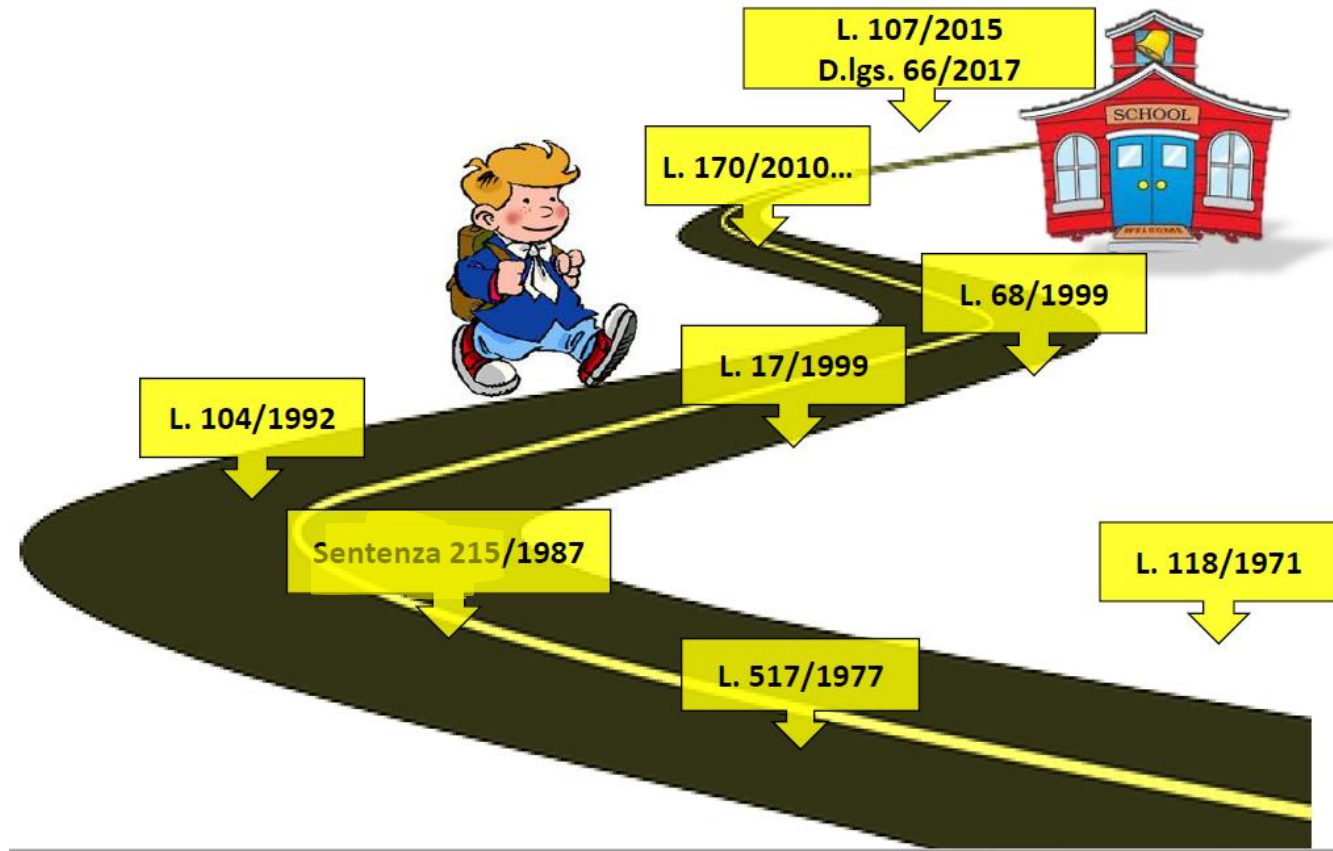 L. 107/2015
D.lgs. 66/2017
SCHOOL
L. 170/2010...
WELCOME
L. 68/1999
L. 17/1999
L. 104/1992
Sentenza 215/1987
L. 118/1971
L. 517/1977